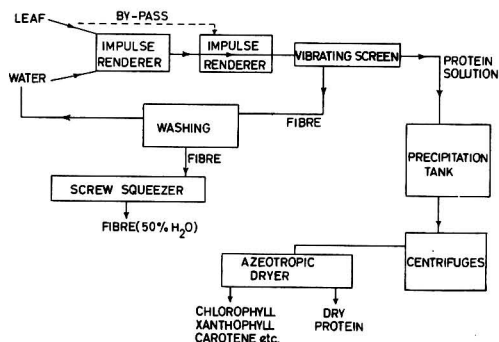 LEAF
BY-PASS
IMPULSE
RENDERER
IMPULSE
RENDERER
VIBRATING SCREEN
PROTEIN
SOLUTION
WATER
FIBRE
WASHING
PRECIPITATION
TANK
FIBRE
SCREW SQUEEZER
FIBRE(50% H₂O)
CENTRIFUGES
AZEOTROPIC
DRYER
CHLOROPHYLL
XANTHOPHYLL
CAROTENE etc.
DRY
PROTEIN